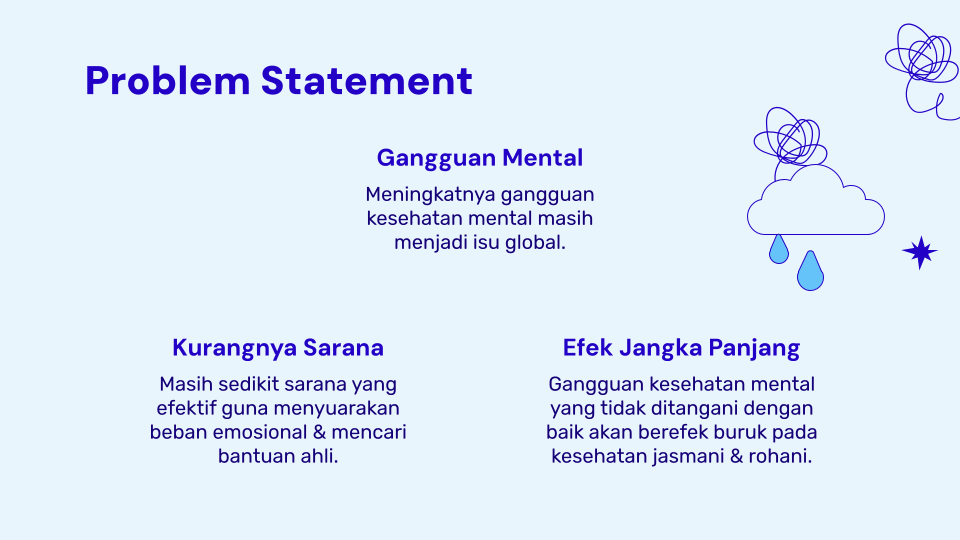 Problem Statement
Gangguan Mental
Meningkatnya gangguan
kesehatan mental masih
menjadi isu global.
Kurangnya Sarana
Masih sedikit sarana yang
efektif guna menyuarakan
beban emosional & mencari
bantuan ahli.
Efek Jangka Panjang
Gangguan kesehatan mental
yang tidak ditangani dengan
baik akan berefek buruk pada
kesehatan jasmani & rohani.